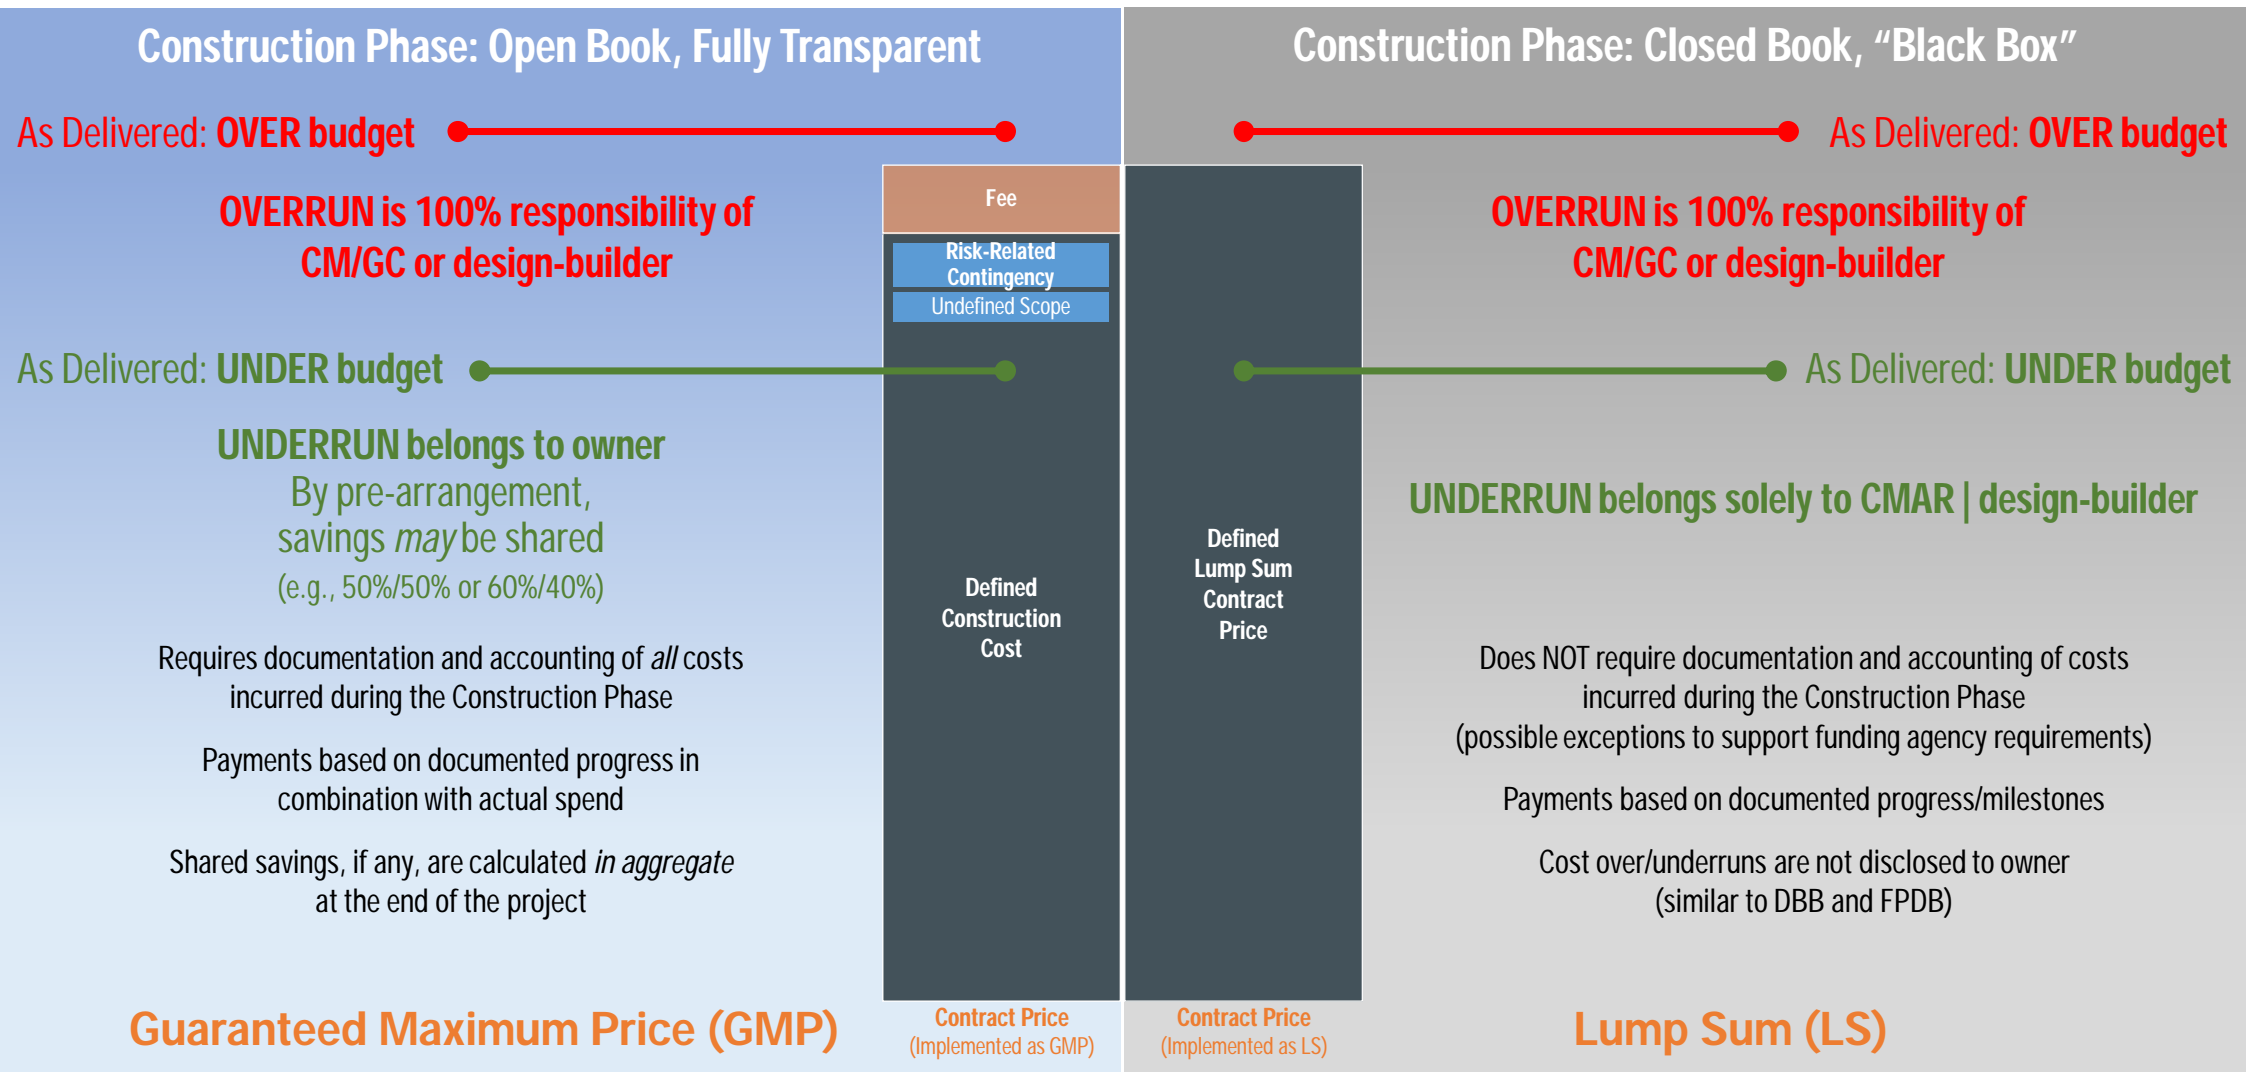 Construction Phase: Open Book, Fully Transparent
As Delivered: OVER budget
OVERRUN is 100% responsibility of
CM/GC or design-builder
As Delivered: UNDER budget
UNDERRUN belongs to owner
By pre-arrangement,
savings may be shared
(e.g., 50%/50% or 60%/40%)
Requires documentation and accounting of all costs
incurred during the Construction Phase
Payments based on documented progress in
combination with actual spend
Shared savings, if any, are calculated in aggregate
at the end of the project
Guaranteed Maximum Price (GMP)
Fee
Risk-Related
Contingency
Undefined Scope
Defined
Construction
Cost
Contract Price
(Implemented as GMP)
Construction Phase: Closed Book, “Black Box”
Defined
Lump Sum
Contract
Price
Contract Price
(Implemented as LS)
As Delivered: OVER budget
OVERRUN is 100% responsibility of
CM/GC or design-builder
As Delivered: UNDER budget
UNDERRUN belongs solely to CMAR | design-builder
Does NOT require documentation and accounting of costs
incurred during the Construction Phase
(possible exceptions to support funding agency requirements)
Payments based on documented progress/milestones
Cost over/underruns are not disclosed to owner
(similar to DBB and FPDB)
Lump Sum (LS)